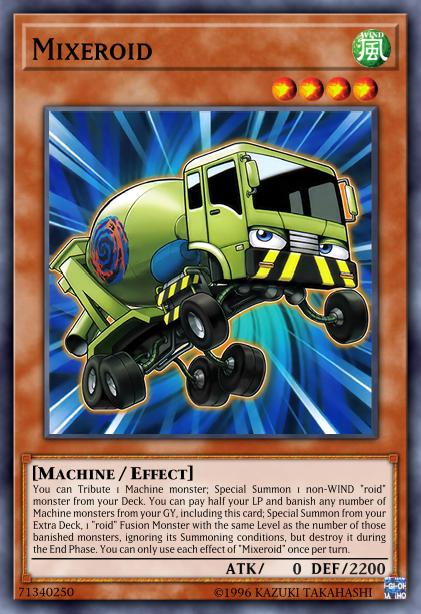 Mixeroid
WIND
風
[Machine / Effect]
You can Tribute 1 Machine monster; Special Summon 1 non-WIND "roid"
monster from your Deck. You can pay half your LP and banish any number of
Machine monsters from your GY, including this card; Special Summon from your
Extra Deck, 1 "roid" Fusion Monster with the same Level as the number of those
banished monsters, ignoring its Summoning conditions, but destroy it during
the End Phase. You can only use each effect of "Mixeroid" once per turn.
ATK/ 0 DEF/2200
71340250
©1996 KAZUKI TAKAHASHI